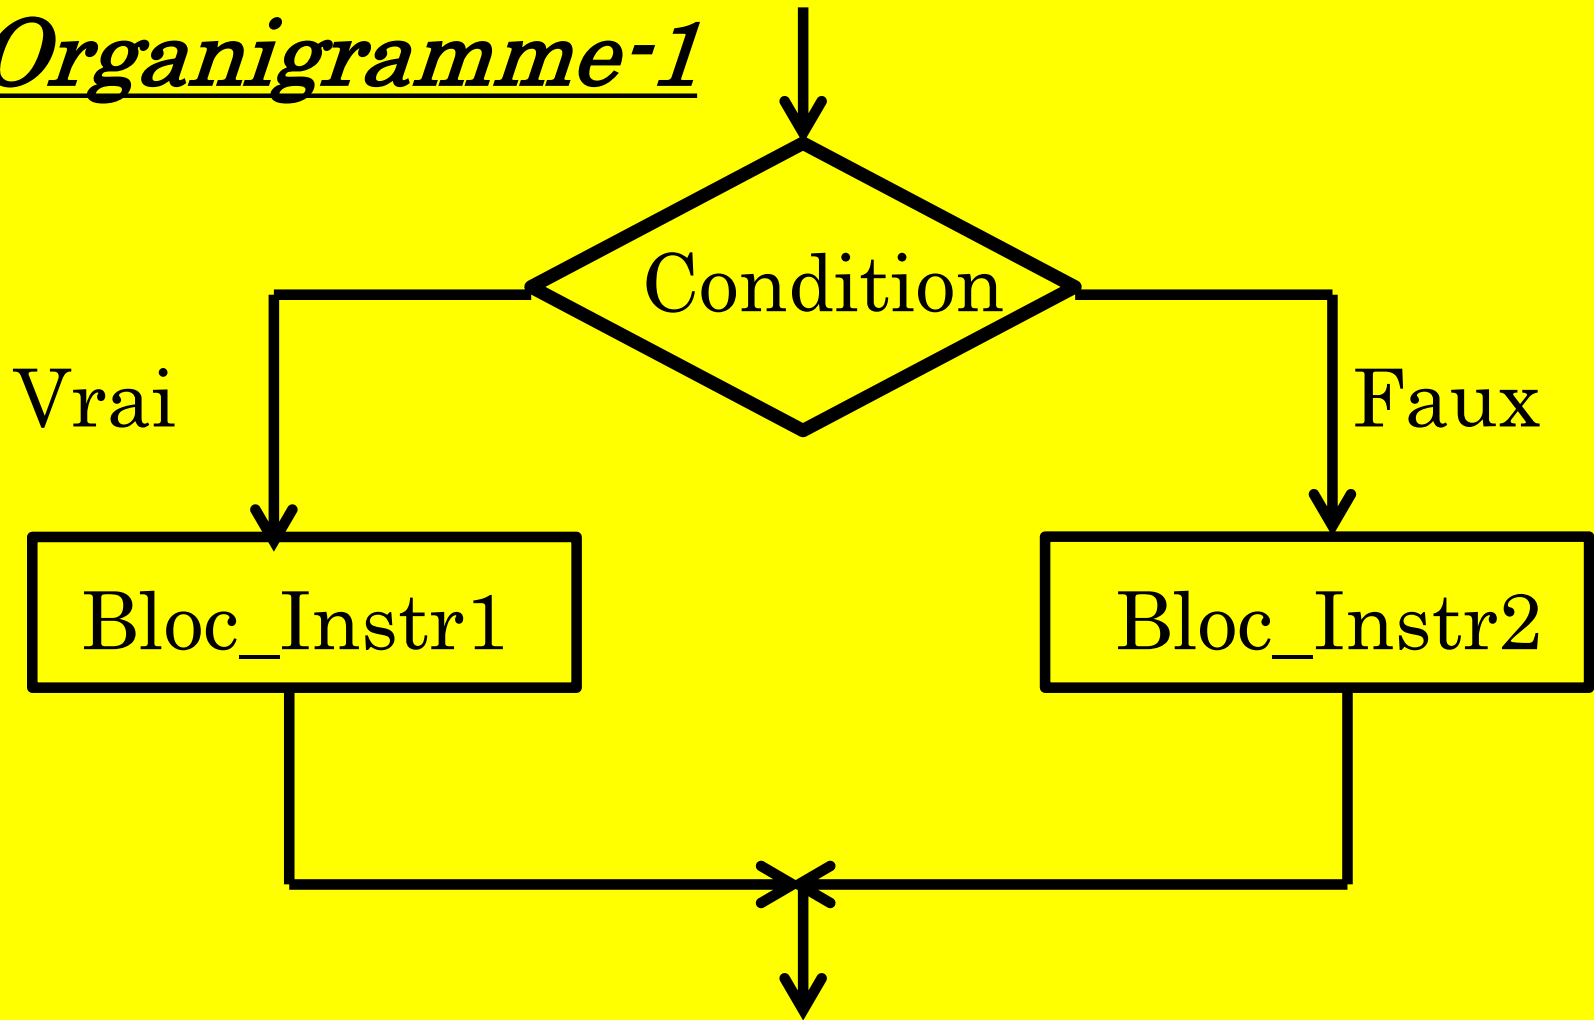 Organigramme-1
Condition
Vrai
Faux
Bloc_Instr1
Bloc_Instr2